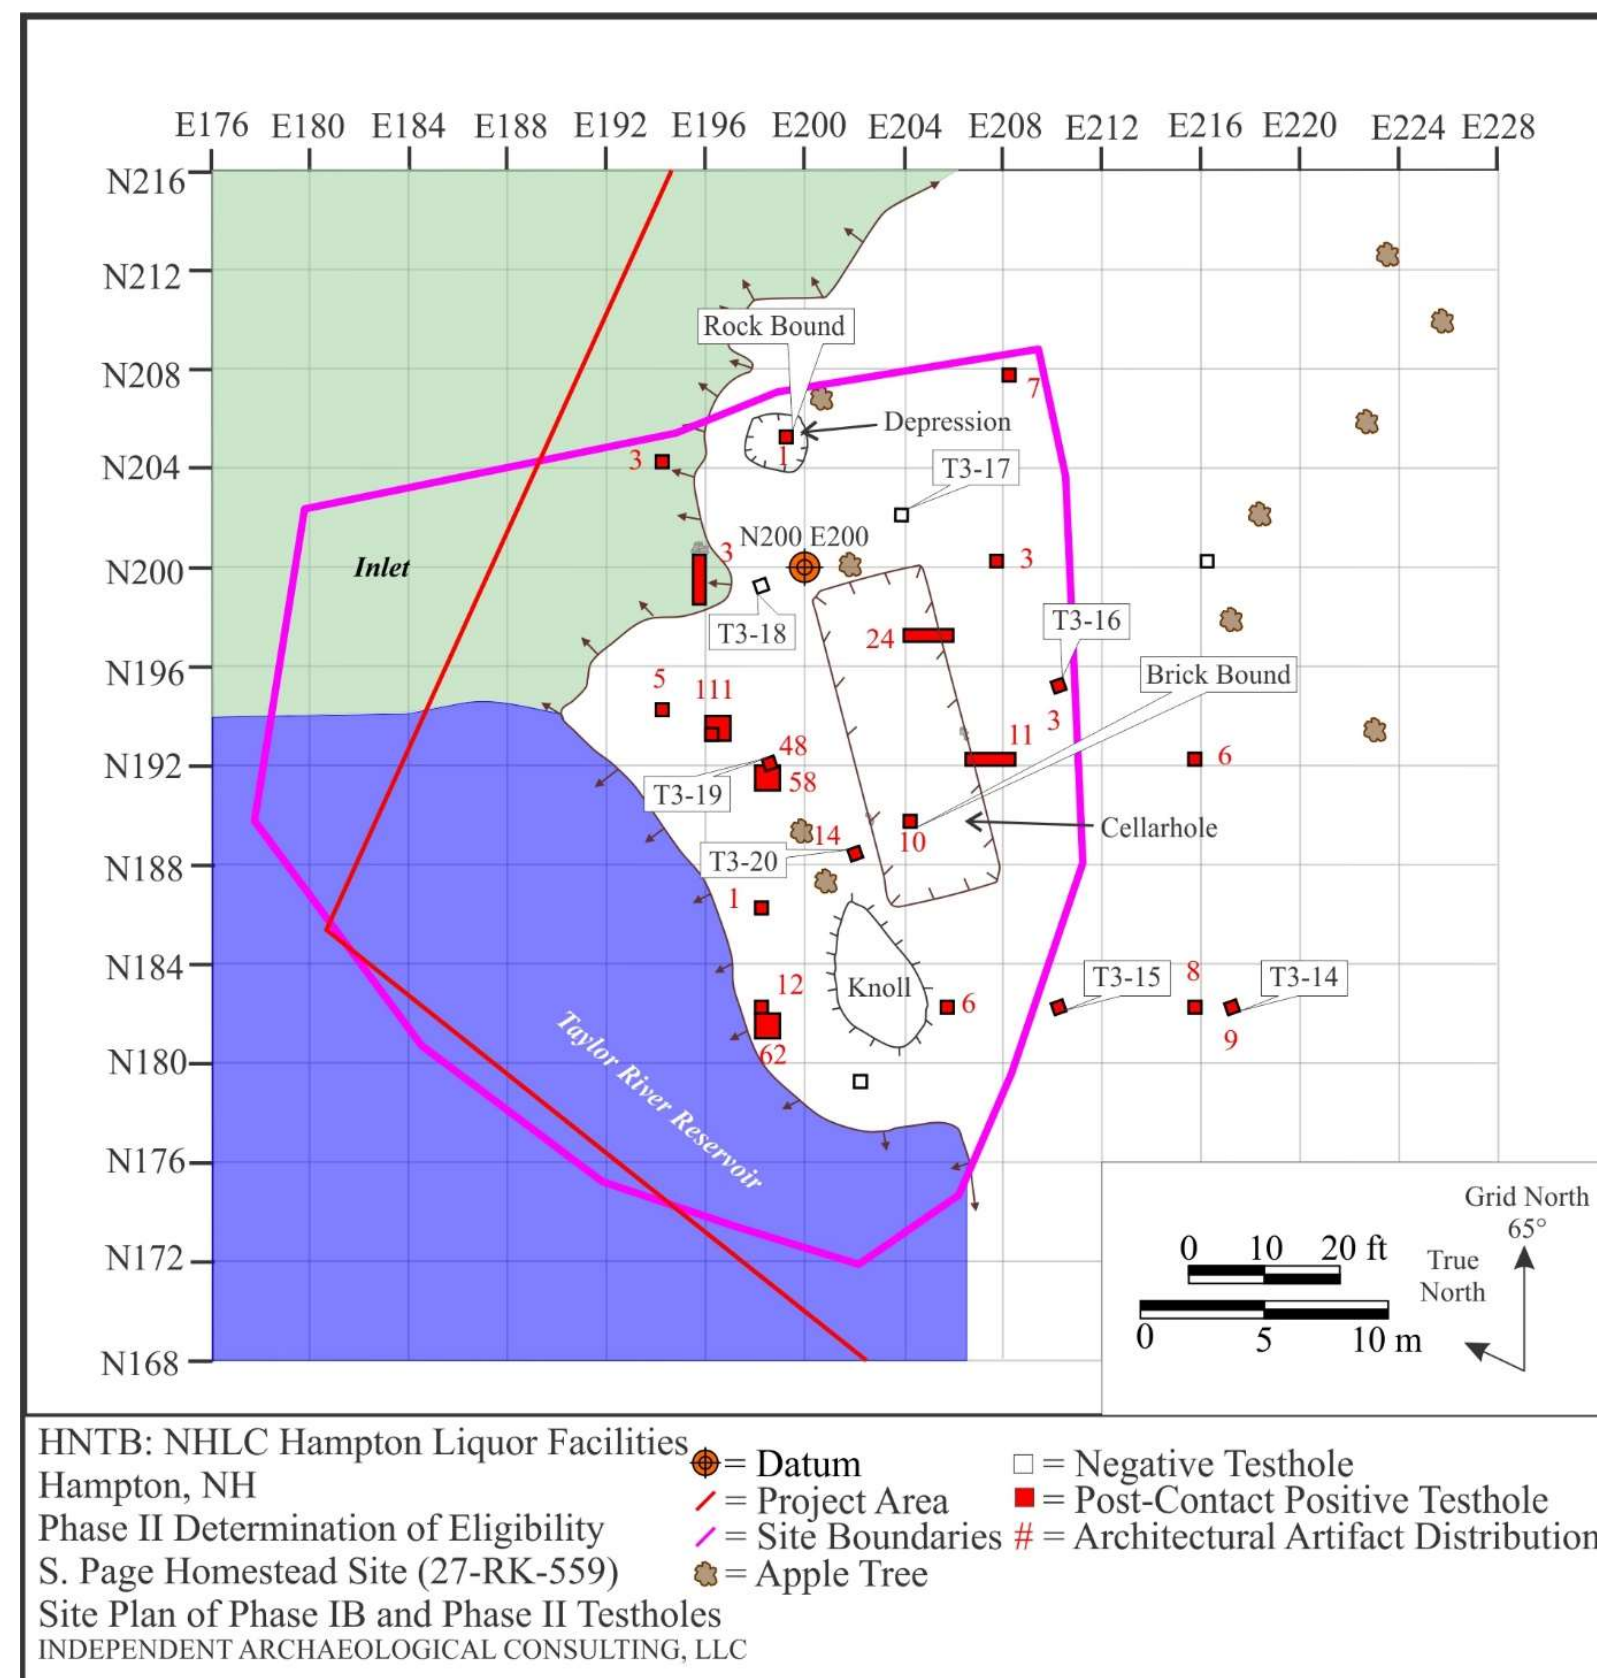 E176 E180 E184 E188 E192 E196 E200 E204 E208 E212 E216 E220 E224 E228
N216
N212
Rock Bound
N208
7
Depression
N204
3
1
T3-17
N200 E200
3
3
Inlet
N200
T3-16
T3-18
24
N196
5
111
Brick Bound
3
11
48
6
N192
58
T3-19
14
10
Cellarhole
T3-20
N188
1
N184
12
Knoll
6
T3-15
8
T3-14
9
62
N180
Taylor River Reservoir
N176
Grid North
65°
0 10 20 ft
True
North
N172
0 5 10 m
N168
HNTB: NHLC Hampton Liquor Facilities
Hampton, NH
Phase II Determination of Eligibility
S. Page Homestead Site (27-RK-559)
Site Plan of Phase IB and Phase II Testholes
INDEPENDENT ARCHAEOLOGICAL CONSULTING, LLC
= Datum
= Project Area
= Site Boundaries
= Apple Tree
= Negative Testhole
= Post-Contact Positive Testhole
# = Architectural Artifact Distribution